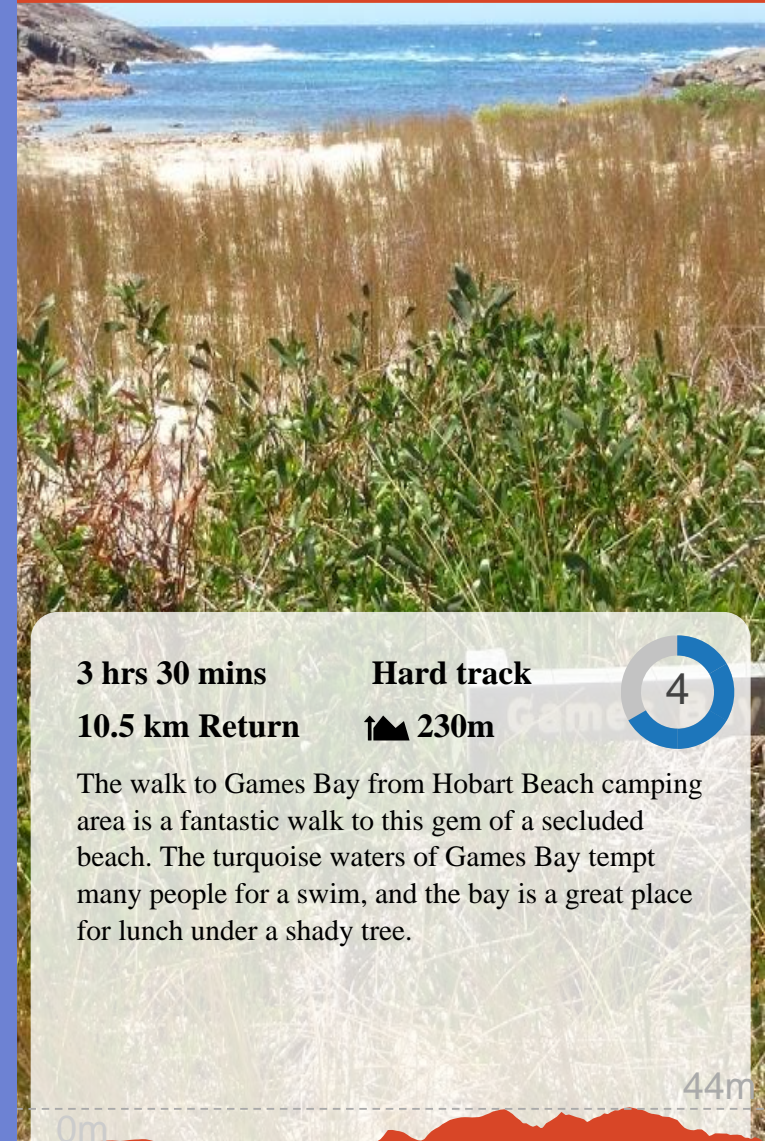 3 hrs 30 mins
Hard track
4
10.5 km Return
230m
Games Bay
The walk to Games Bay from Hobart Beach camping
area is a fantastic walk to this gem of a secluded
beach. The turquoise waters of Games Bay tempt
many people for a swim, and the bay is a great place
for lunch under a shady tree.
44m
0m